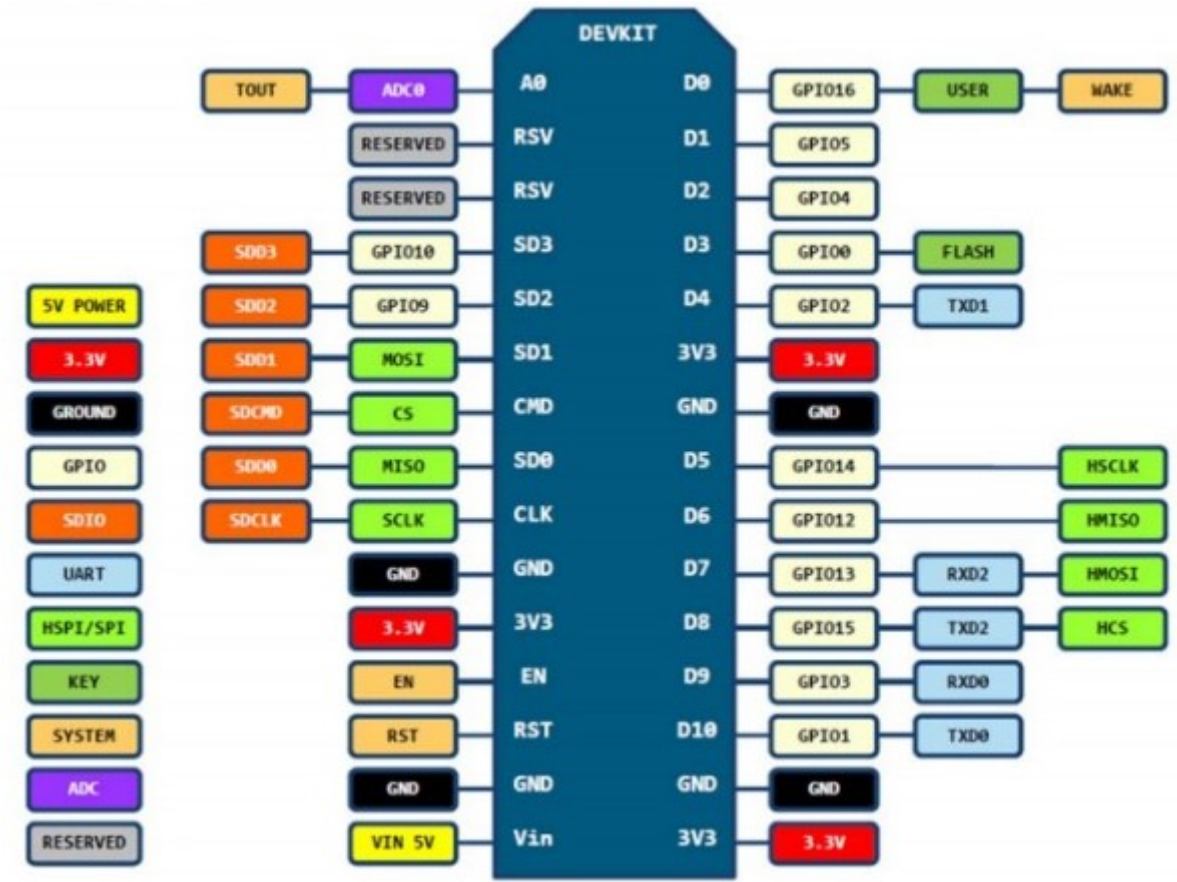 DEVKIT
TOUT ADC0 A0 D0 GPIO16 USER WAKE
RESERVED RSV D1 GPIO5
RESERVED RSV D2 GPIO4
SDD3 GPIO10 SD3 D3 GPIO0 FLASH
5V POWER SDD2 GPIO9 SD2 D4 GPIO2 TXD1
3.3V SDD1 MOSI SD1 3V3 3.3V
GROUND SDCMD CS CMD GND GND
GPIO SDD0 MISO SD0 D5 GPIO14 HSCLK
SDIO SDCLK SCLK CLK D6 GPIO12 HMISO
UART GND GND D7 GPIO13 RXD2 HMOSI
HSPI/SPI 3.3V 3V3 D8 GPIO15 TXD2 HCS
KEY EN EN D9 GPIO3 RXD0
SYSTEM RST RST D10 GPIO1 TXD0
ADC GND GND GND GND
RESERVED VIN 5V Vin 3V3 3.3V